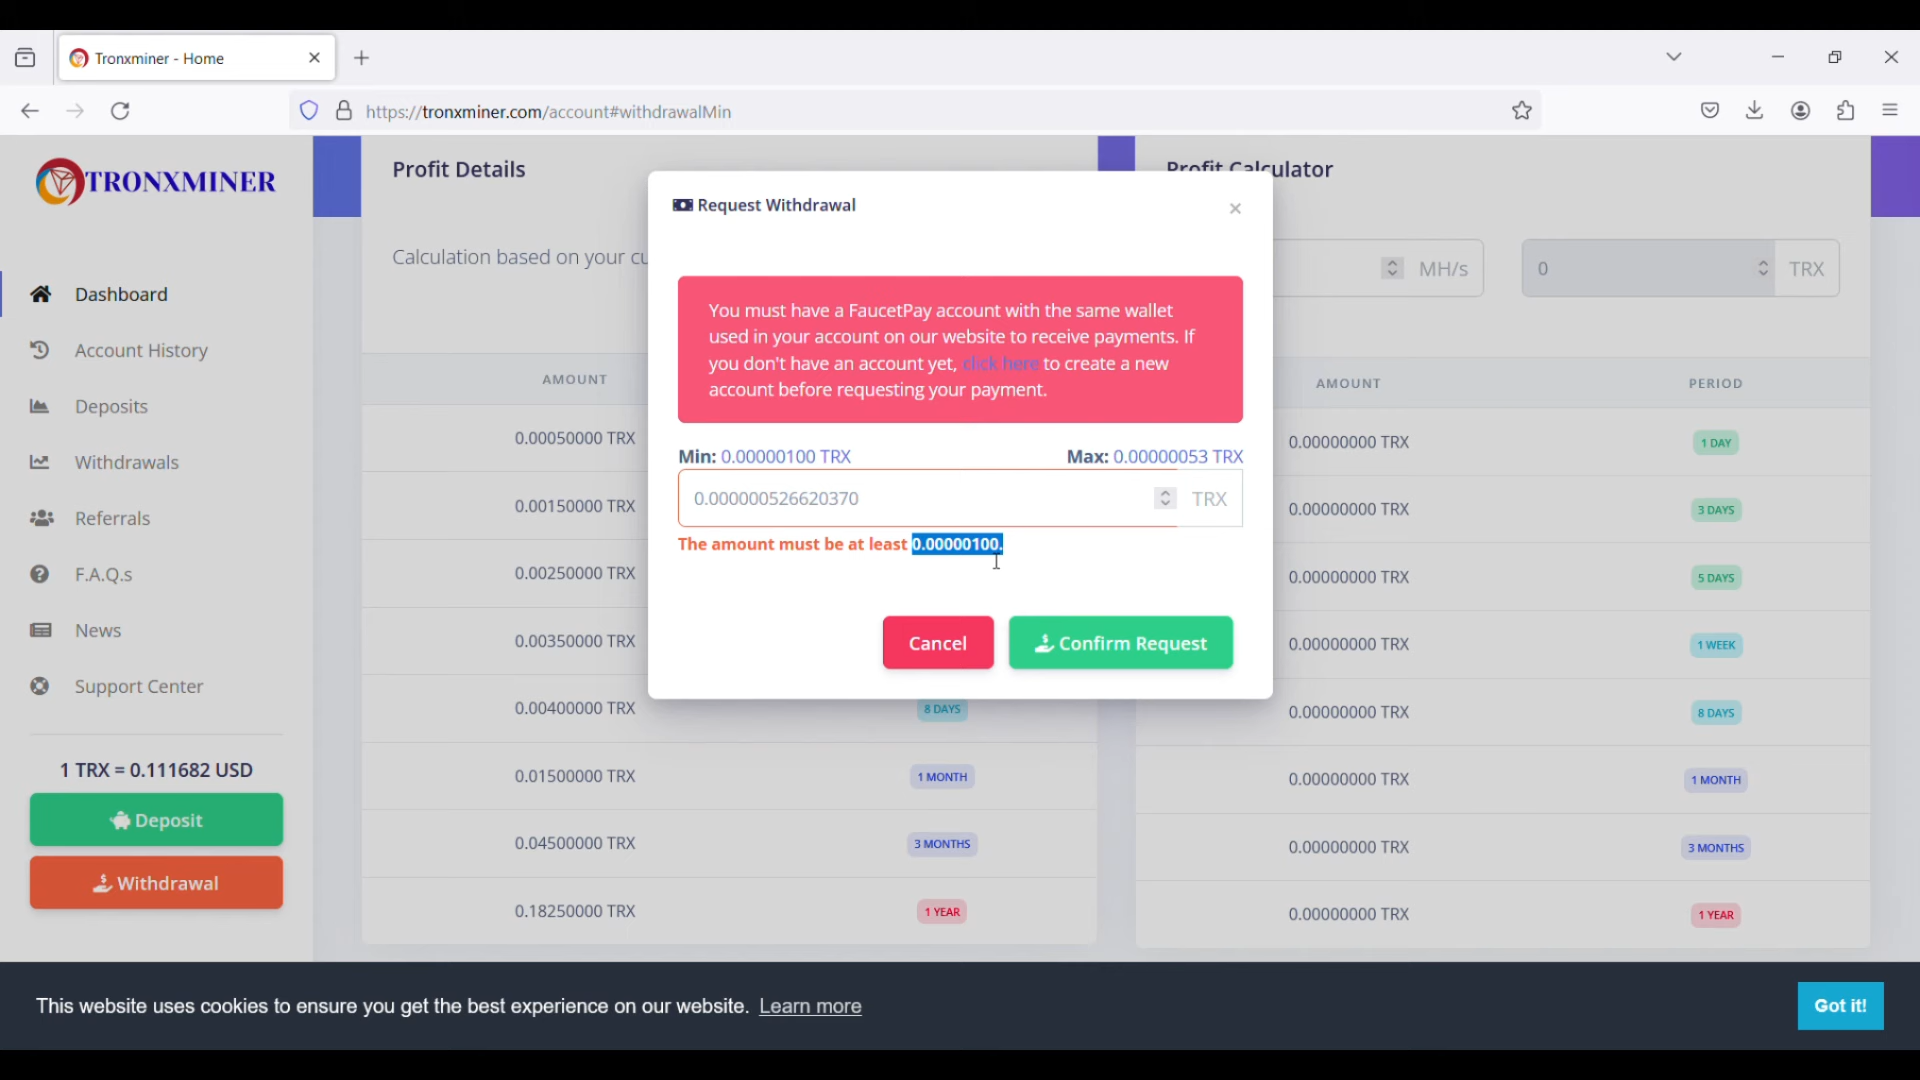 Tronxminer - Home
https://tronxminer.com/account#withdrawalMin
TRONXMINER
Dashboard
Account History
Deposits
Withdrawals
Referrals
F.A.Q.s
News
Support Center
1 TRX = 0.111682 USD
Deposit
Withdrawal
Profit Details
Calculation based on your cu
AMOUNT
0.00050000 TRX
0.00150000 TRX
0.00250000 TRX
0.00350000 TRX
0.00400000 TRX
8 DAYS
0.01500000 TRX
1 MONTH
0.04500000 TRX
3 MONTHS
0.18250000 TRX
1 YEAR
Request Withdrawal
You must have a FaucetPay account with the same wallet
used in your account on our website to receive payments. If
you don't have an account yet, click here to create a new
account before requesting your payment.
Min: 0.00000100 TRX
Max: 0.00000053 TRX
0.000000526620370
TRX
The amount must be at least 0.00000100.
Cancel
Confirm Request
Profit Calculator
MH/s
0
TRX
AMOUNT
PERIOD
0.00000000 TRX
1 DAY
0.00000000 TRX
3 DAYS
0.00000000 TRX
5 DAYS
0.00000000 TRX
1 WEEK
0.00000000 TRX
8 DAYS
0.00000000 TRX
1 MONTH
0.00000000 TRX
3 MONTHS
0.00000000 TRX
1 YEAR
This website uses cookies to ensure you get the best experience on our website. Learn more
Got it!